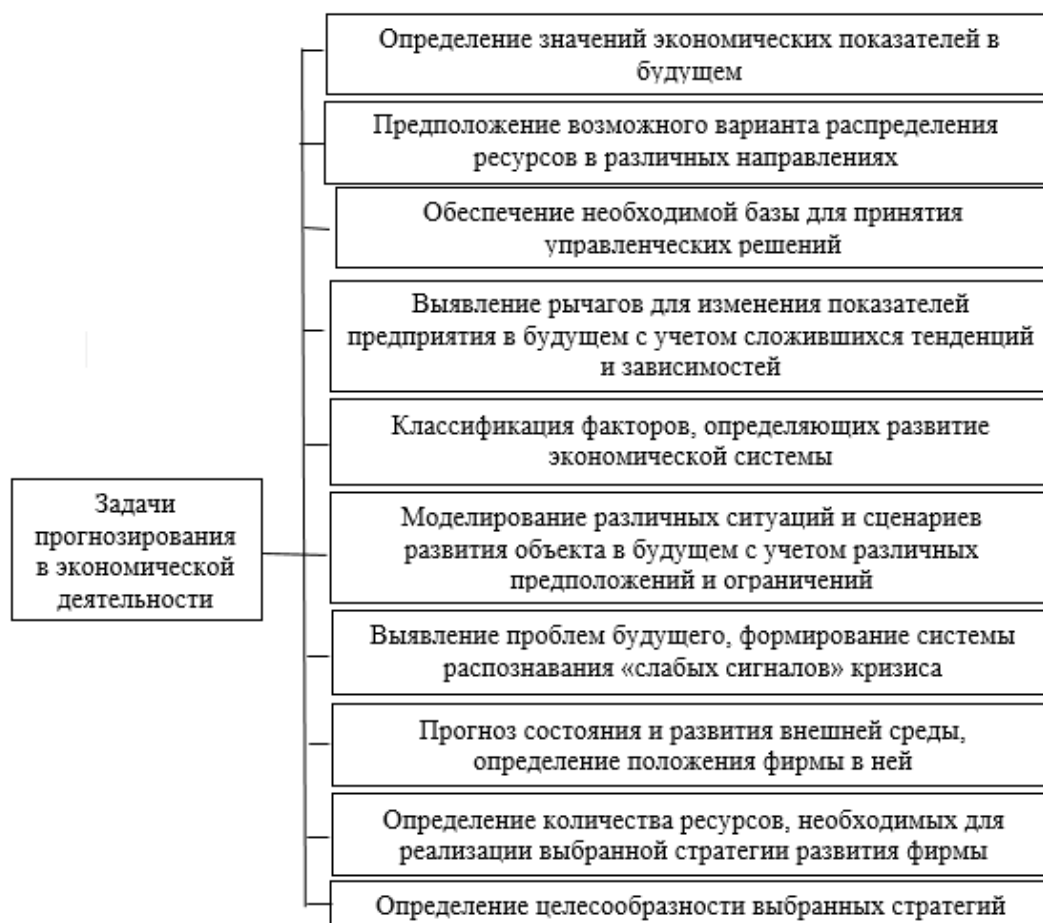 Определение значений экономических показателей в
будущем
Предположение возможного варианта распределения
ресурсов в различных направлениях
Обеспечение необходимой базы для принятия
управленческих решений
Выявление рычагов для изменения показателей
предприятия в будущем с учетом сложившихся тенденций
и зависимостей
Классификация факторов, определяющих развитие
экономической системы
Задачи
прогнозирования
в экономической
деятельности
Моделирование различных ситуаций и сценариев
развития объекта в будущем с учетом различных
предположений и ограничений
Выявление проблем будущего, формирование системы
распознавания «слабых сигналов» кризиса
Прогноз состояния и развития внешней среды,
определение положения фирмы в ней
Определение количества ресурсов, необходимых для
реализации выбранной стратегии развития фирмы
Определение целесообразности выбранных стратегий